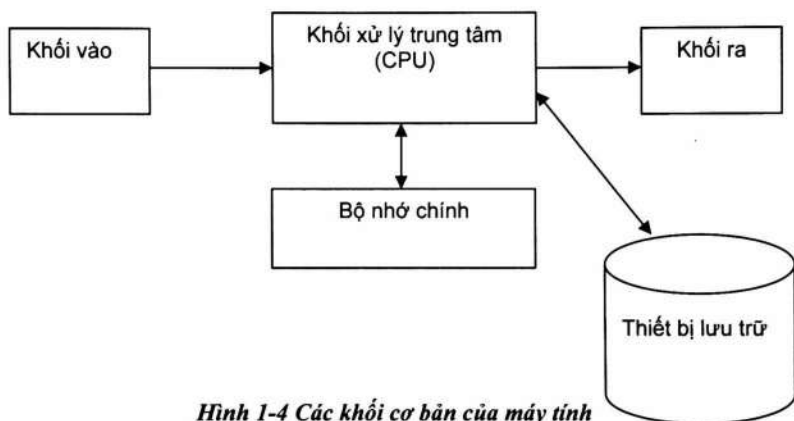 Khối vào
Khối xử lý trung tâm
(CPU)
Khối ra
Bộ nhớ chính
Thiết bị lưu trữ
Hình 1-4 Các khối cơ bản của máy tính